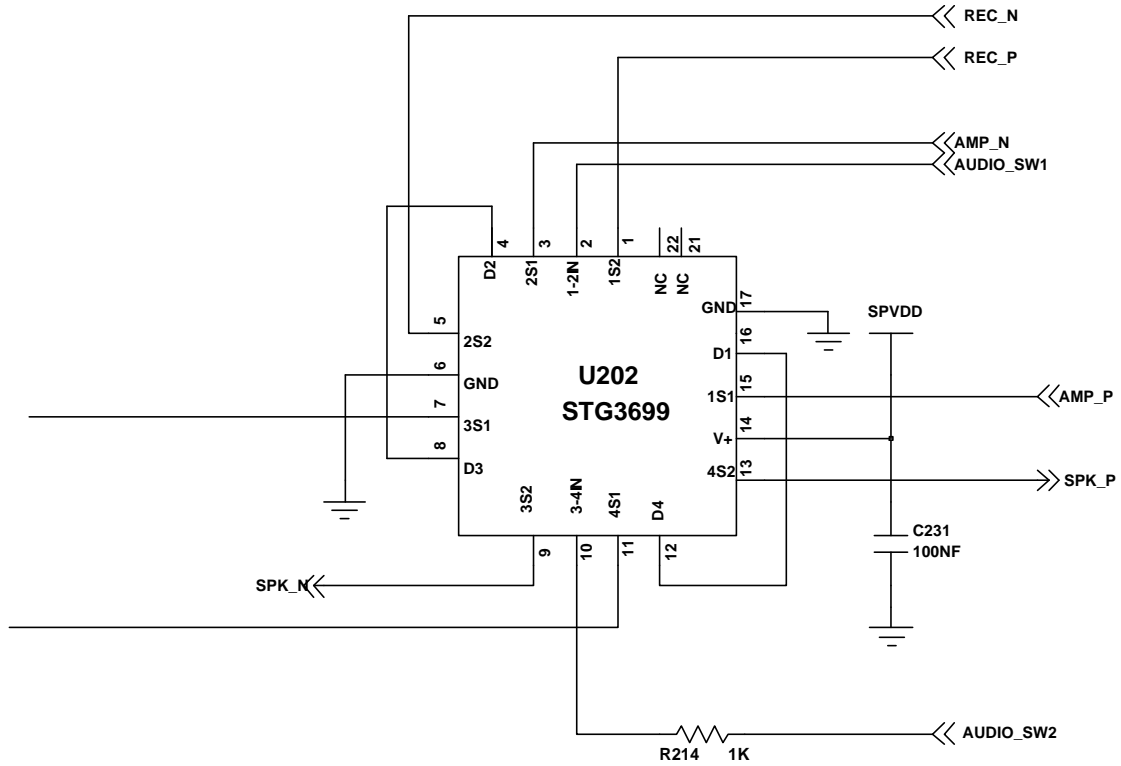 REC_N
REC_P
AMP_N
AUDIO_SW1
4
3
2
1
22
21
D2
2S1
1-2IN
1S2
NC
NC
GND
17
SPVDD
5
2S2
16
D1
6
GND
U202
STG3699
15
1S1
AMP_P
7
3S1
14
V+
8
D3
13
4S2
SPK_P
3S2
3-4IN
4S1
D4
C231
100NF
9
10
11
12
SPK_N
R214
1K
AUDIO_SW2